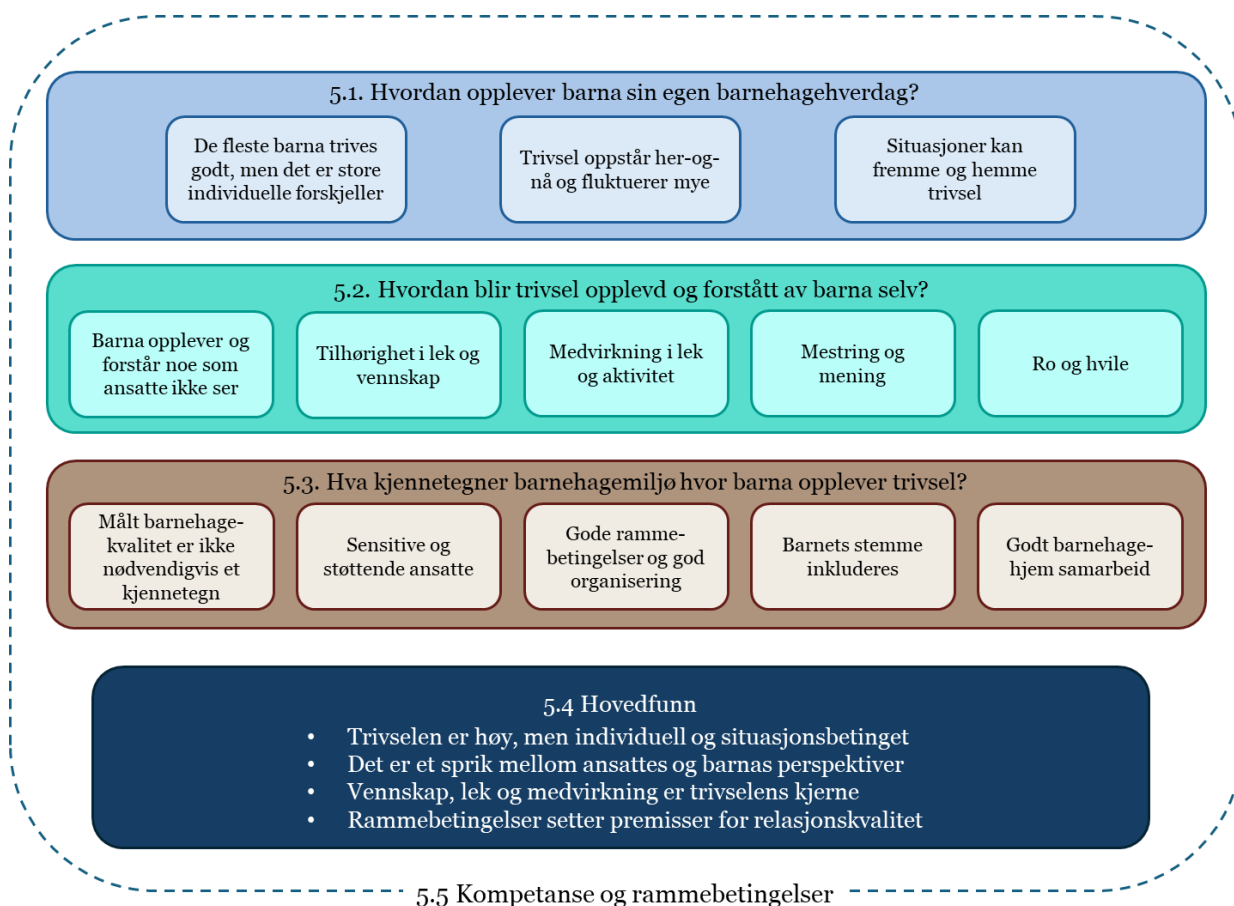 5.1. Hvordan opplever barna sin egen barnehagehverdag?
De fleste barna trives
godt, men det er store
individuelle forskjeller
Trivsel oppstår her-og-
nå og fluktuerer mye
Situasjoner kan
fremme og hemme
trivsel
5.2. Hvordan blir trivsel opplevd og forstått av barna selv?
Barna opplever og
forstår noe som
ansatte ikke ser
Tilhørighet i lek og
vennskap
Medvirkning i lek
og aktivitet
Mestring og
mening
Ro og hvile
5.3. Hva kjennetegner barnehagemiljø hvor barna opplever trivsel?
Målt barnehage-
kvalitet er ikke
nødvendigvis et
kjennetegn
Sensitive og
støttende ansatte
Gode ramme-
betingelser og god
organisering
Barnets stemme
inkluderes
Godt barnehage-
hjem samarbeid
5.4 Hovedfunn
• Trivselen er høy, men individuell og situasjonsbetinget
• Det er et sprik mellom ansattes og barnas perspektiver
• Vennskap, lek og medvirkning er trivselens kjerne
• Rammebetingelser setter premisser for relasjonskvalitet
5.5 Kompetanse og rammebetingelser